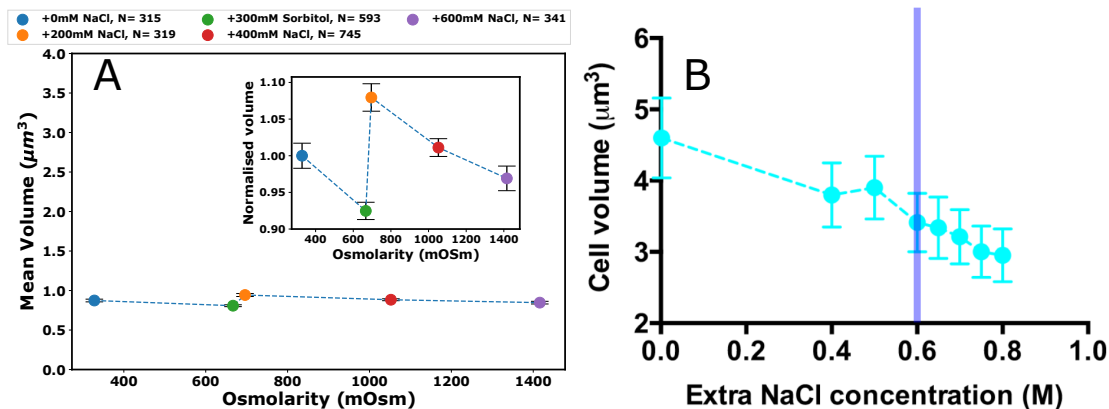 +0mM NaCl, N= 315
+200mM NaCl, N= 319
+300mM Sorbitol, N= 593
+400mM NaCl, N= 745
+600mM NaCl, N= 341
A
4.0
3.5
3.0
2.5
2.0
1.5
1.0
0.5
0.0
Mean Volume (μm³)
400
600
800
1000
1200
1400
Osmolarity (mOsm)
1.10
1.05
1.00
0.95
0.90
Normalised volume
400
600
800
1000
1200
1400
Osmolarity (mOSm)
B
6
5
4
3
2
Cell volume (μm³)
0.0
0.2
0.4
0.6
0.8
1.0
Extra NaCl concentration (M)